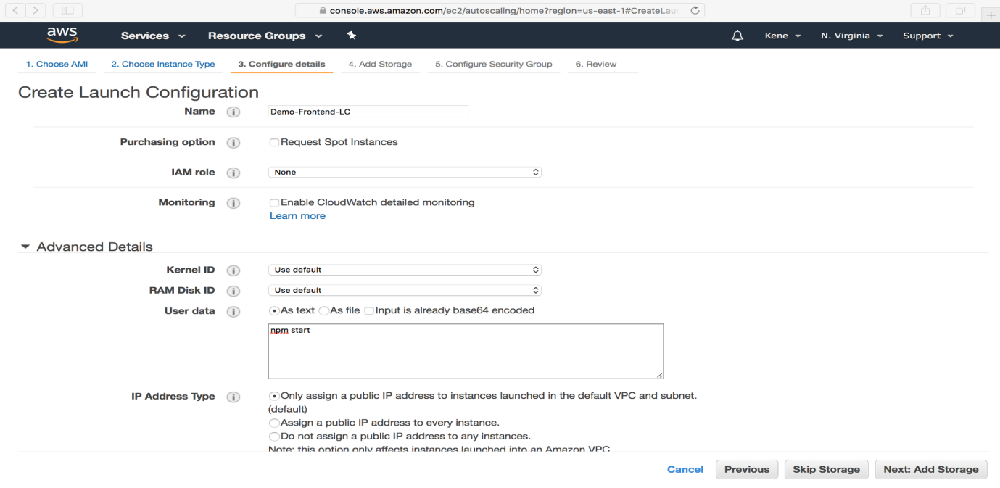 console.aws.amazon.com/ec2/autoscaling/home?region=us-east-1#CreateLau
aws Services Resource Groups Kene N. Virginia Support
1. Choose AMI 2. Choose Instance Type 3. Configure details 4. Add Storage 5. Configure Security Group 6. Review
Create Launch Configuration
Name i Demo-Frontend-LC
Purchasing option i Request Spot Instances
IAM role i None
Monitoring i Enable CloudWatch detailed monitoring
Learn more
Advanced Details
Kernel ID i Use default
RAM Disk ID i Use default
User data i As text As file Input is already base64 encoded
npm start
IP Address Type i Only assign a public IP address to instances launched in the default VPC and subnet.
(default)
Assign a public IP address to every instance.
Do not assign a public IP address to any instances.
Note: this option only affects instances launched into an Amazon VPC
Cancel Previous Skip Storage Next: Add Storage